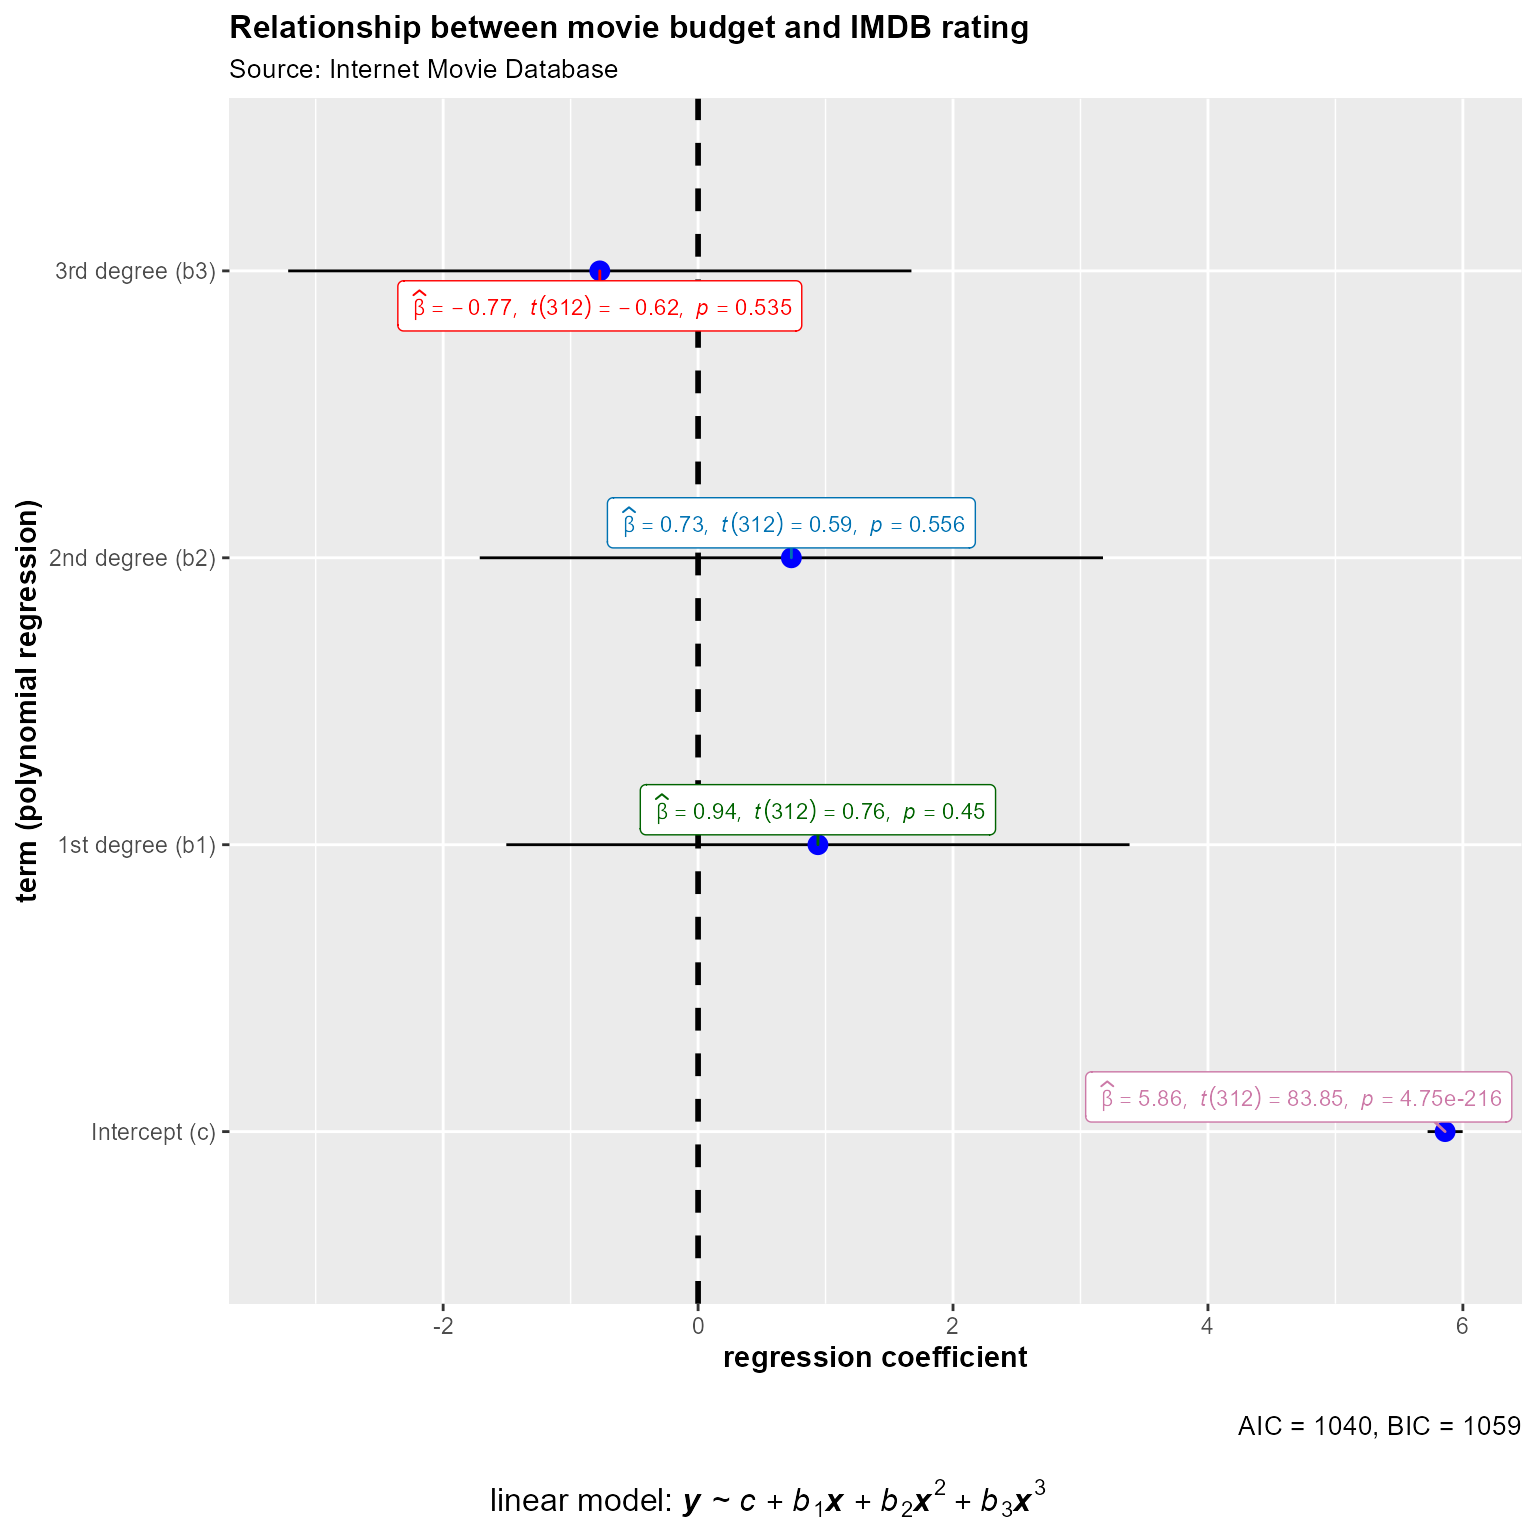 Relationship between movie budget and IMDB rating
Source: Internet Movie Database
term (polynomial regression)
3rd degree (b3)
β̂ = − 0.77, t(312) = − 0.62, p = 0.535
β̂ = 0.73, t(312) = 0.59, p = 0.556
2nd degree (b2)
β̂ = 0.94, t(312) = 0.76, p = 0.45
1st degree (b1)
β̂ = 5.86, t(312) = 83.85, p = 4.75e-216
Intercept (c)
-2 0 2 4 6
regression coefficient
AIC = 1040, BIC = 1059
linear model: y ~ c + b₁x + b₂x² + b₃x³